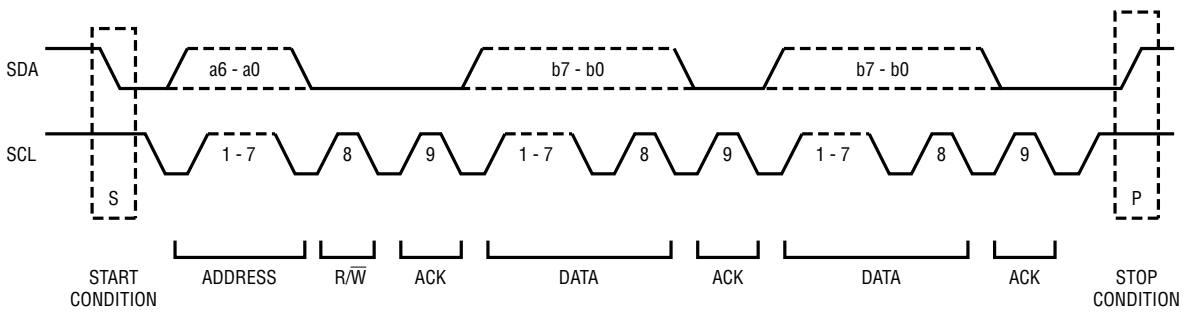 SDA
a6 - a0
b7 - b0
b7 - b0
SCL
1 - 7
8
9
1 - 7
8
9
1 - 7
8
9
S
P
START
CONDITION
ADDRESS
R/W̅
ACK
DATA
ACK
DATA
ACK
STOP
CONDITION